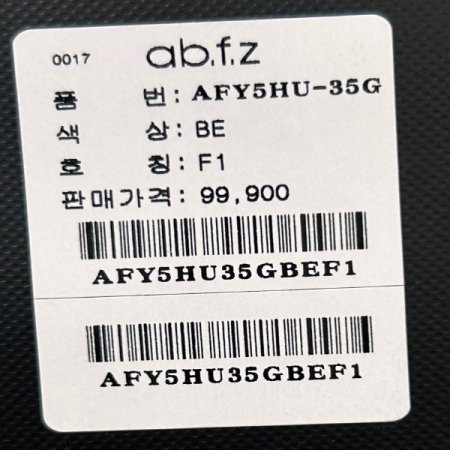 0017 ab.f.z
품 번: AFY5HU-35G
색 상: BE
호 칭: F1
판매가격: 99,900
AFY5HU35GBEF1
AFY5HU35GBEF1